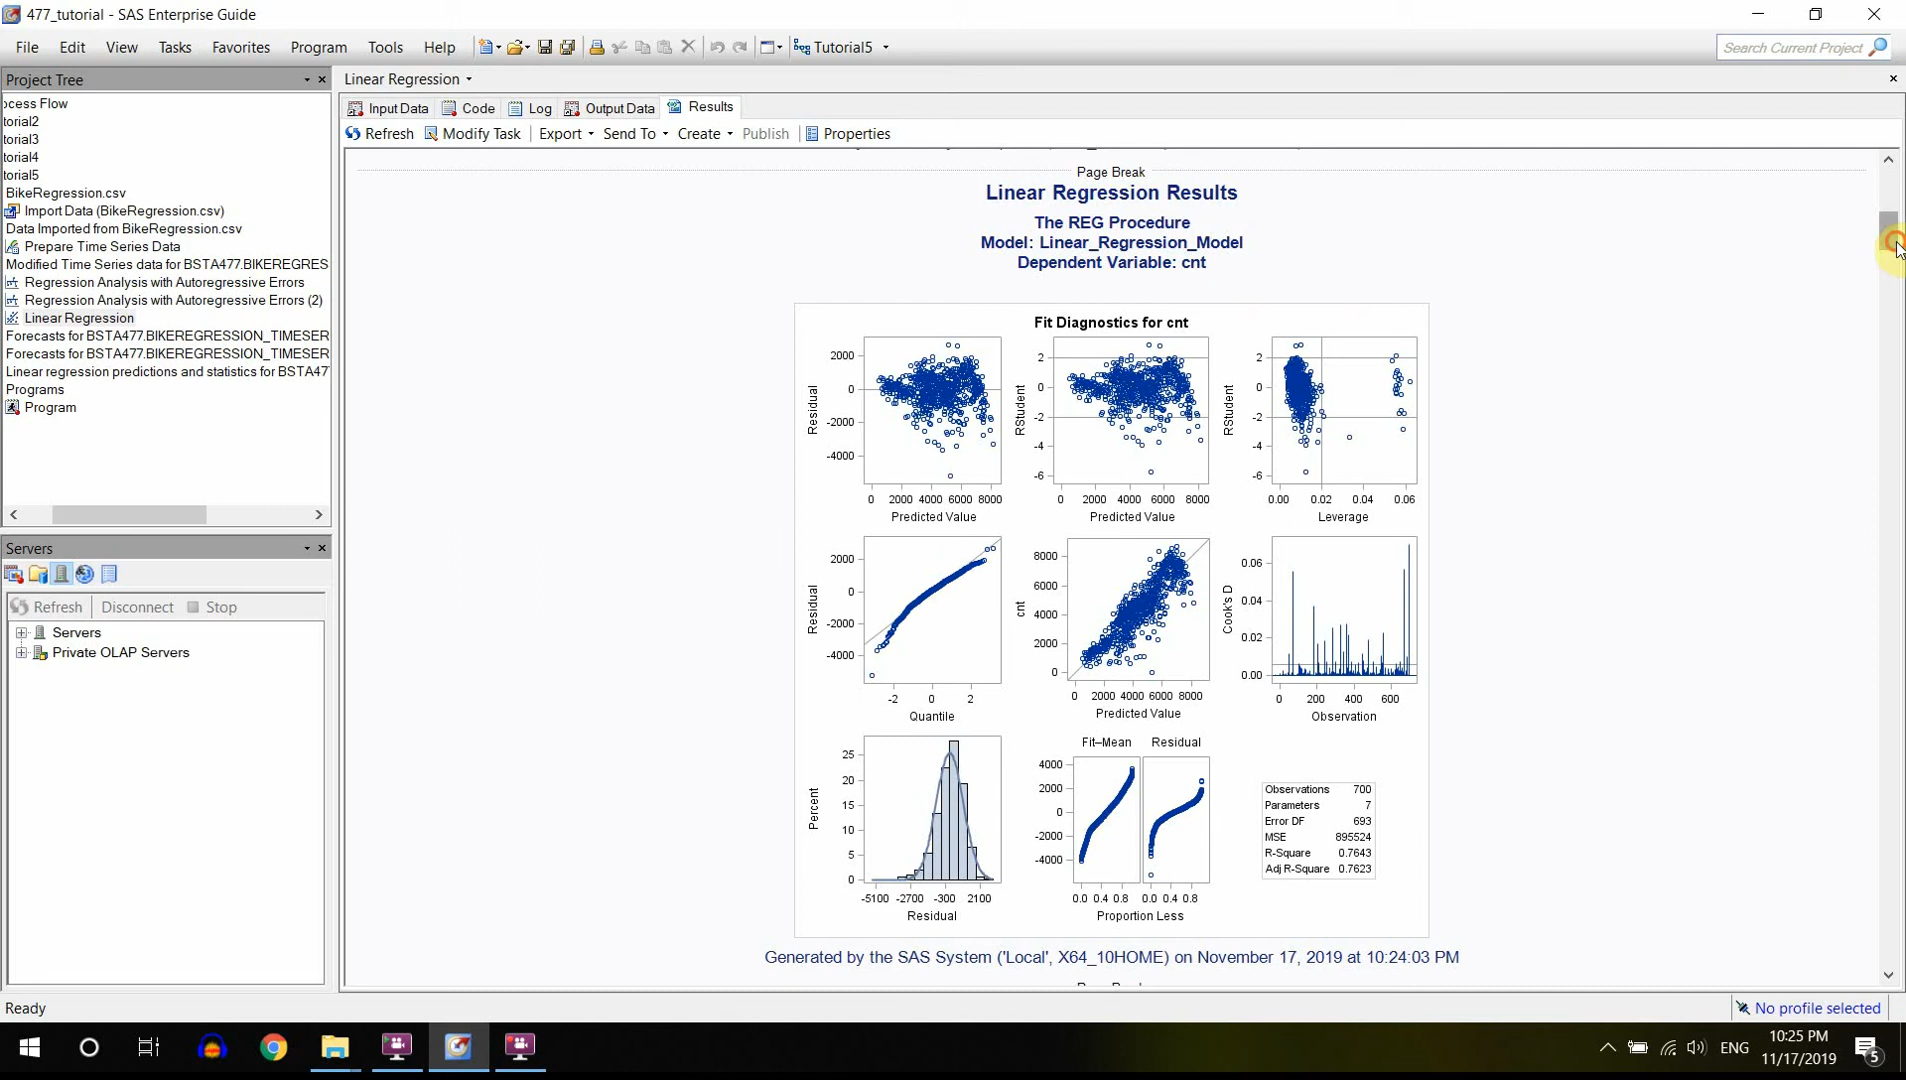 477_tutorial - SAS Enterprise Guide
File Edit View Tasks Favorites Program Tools Help Tutorial5
Search Current Project
Project Tree
ocess Flow
torial2
torial3
torial4
torial5
BikeRegression.csv
Import Data (BikeRegression.csv)
Data Imported from BikeRegression.csv
Prepare Time Series Data
Modified Time Series data for BSTA477.BIKEREGRES
Regression Analysis with Autoregressive Errors
Regression Analysis with Autoregressive Errors (2)
Linear Regression
Forecasts for BSTA477.BIKEREGRESSION_TIMESER
Forecasts for BSTA477.BIKEREGRESSION_TIMESER
Linear regression predictions and statistics for BSTA47
Programs
Program
Servers
Refresh Disconnect Stop
Servers
Private OLAP Servers
Linear Regression
Input Data Code Log Output Data Results
Refresh Modify Task Export Send To Create Publish Properties
Page Break
Linear Regression Results
The REG Procedure
Model: Linear_Regression_Model
Dependent Variable: cnt
Fit Diagnostics for cnt
Residual
2000
0
-2000
-4000
0 2000 4000 6000 8000
Predicted Value
RStudent
2
0
-2
-4
-6
0 2000 4000 6000 8000
Predicted Value
RStudent
2
0
-2
-4
-6
0.00 0.02 0.04 0.06
Leverage
Residual
2000
0
-2000
-4000
-2 0 2
Quantile
cnt
8000
6000
4000
2000
0
0 2000 4000 6000 8000
Predicted Value
Cook's D
0.06
0.04
0.02
0.00
0 200 400 600
Observation
Percent
25
20
15
10
5
0
-5100 -2700 -300 2100
Residual
Fit–Mean Residual
4000
2000
0
-2000
-4000
0.0 0.4 0.8 0.0 0.4 0.8
Proportion Less
Observations 700
Parameters 7
Error DF 693
MSE 895524
R-Square 0.7643
Adj R-Square 0.7623
Generated by the SAS System ('Local', X64_10HOME) on November 17, 2019 at 10:24:03 PM
Ready
No profile selected
ENG
10:25 PM
11/17/2019
5